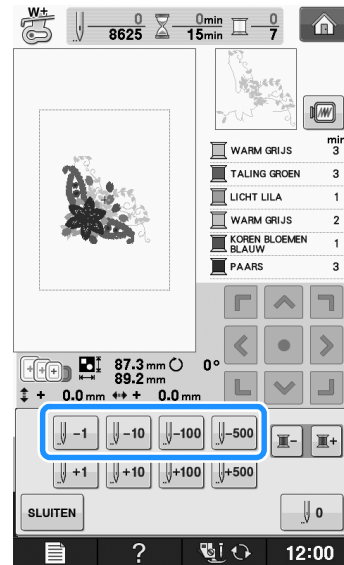 W+
0
8625
0min
15min
0
7
min
WARM GRIJS 3
TALING GROEN 3
LICHT LILA 1
WARM GRIJS 2
KOREN BLOEMEN BLAUW 1
PAARS 3
87.3 mm 0°
89.2 mm
+ 0.0 mm + 0.0 mm
-1 -10 -100 -500 - +
+1 +10 +100 +500
SLUITEN 0
? 12:00